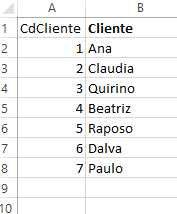 A B
1 CdCliente Cliente
2 1 Ana
3 2 Claudia
4 3 Quirino
5 4 Beatriz
6 5 Raposo
7 6 Dalva
8 7 Paulo
9
10